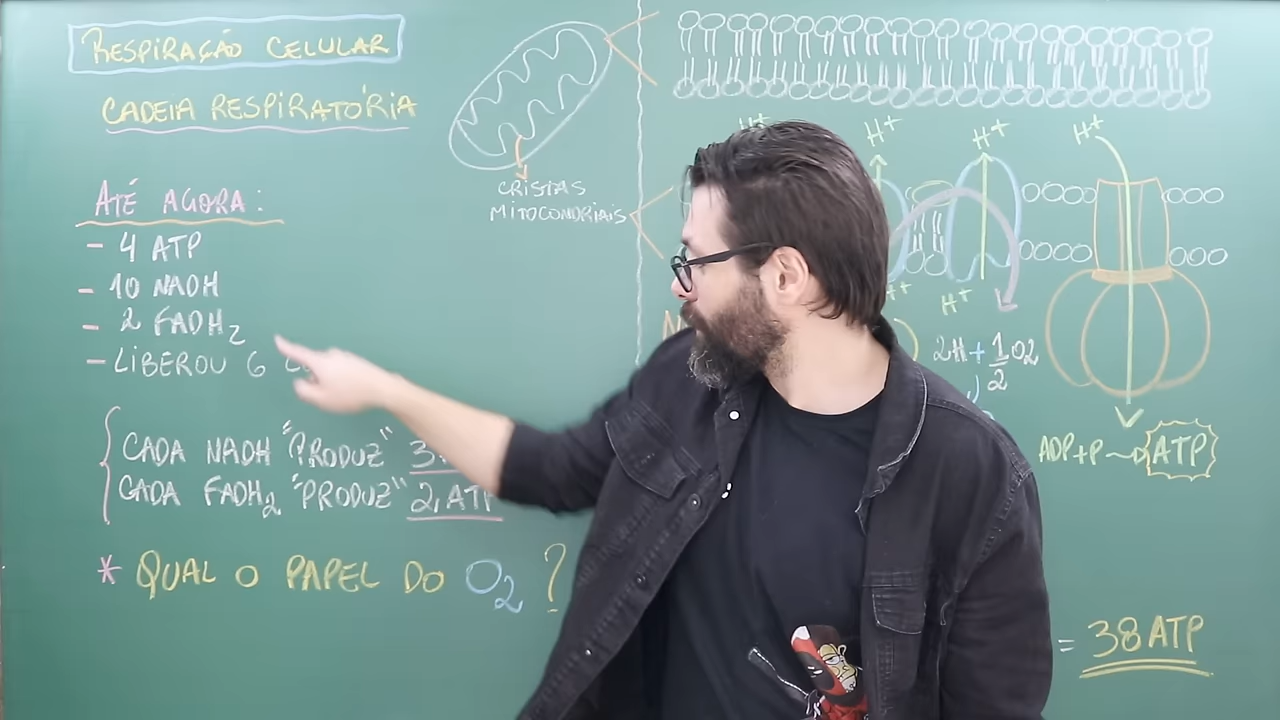 RESPIRAÇÃO CELULAR
CADEIA RESPIRATÓRIA
ATÉ AGORA:
- 4 ATP
- 10 NADH
- 2 FADH2
- LIBEROU 6
CADA NADH "PRODUZ" 3
CADA FADH2 "PRODUZ" 2 ATP
* QUAL O PAPEL DO O2?
CRISTAS
MITOCONDRIAIS
H+
H+
H+
H+
H+
H+
2H + 1/2 O2
ADP+P → ATP
= 38 ATP